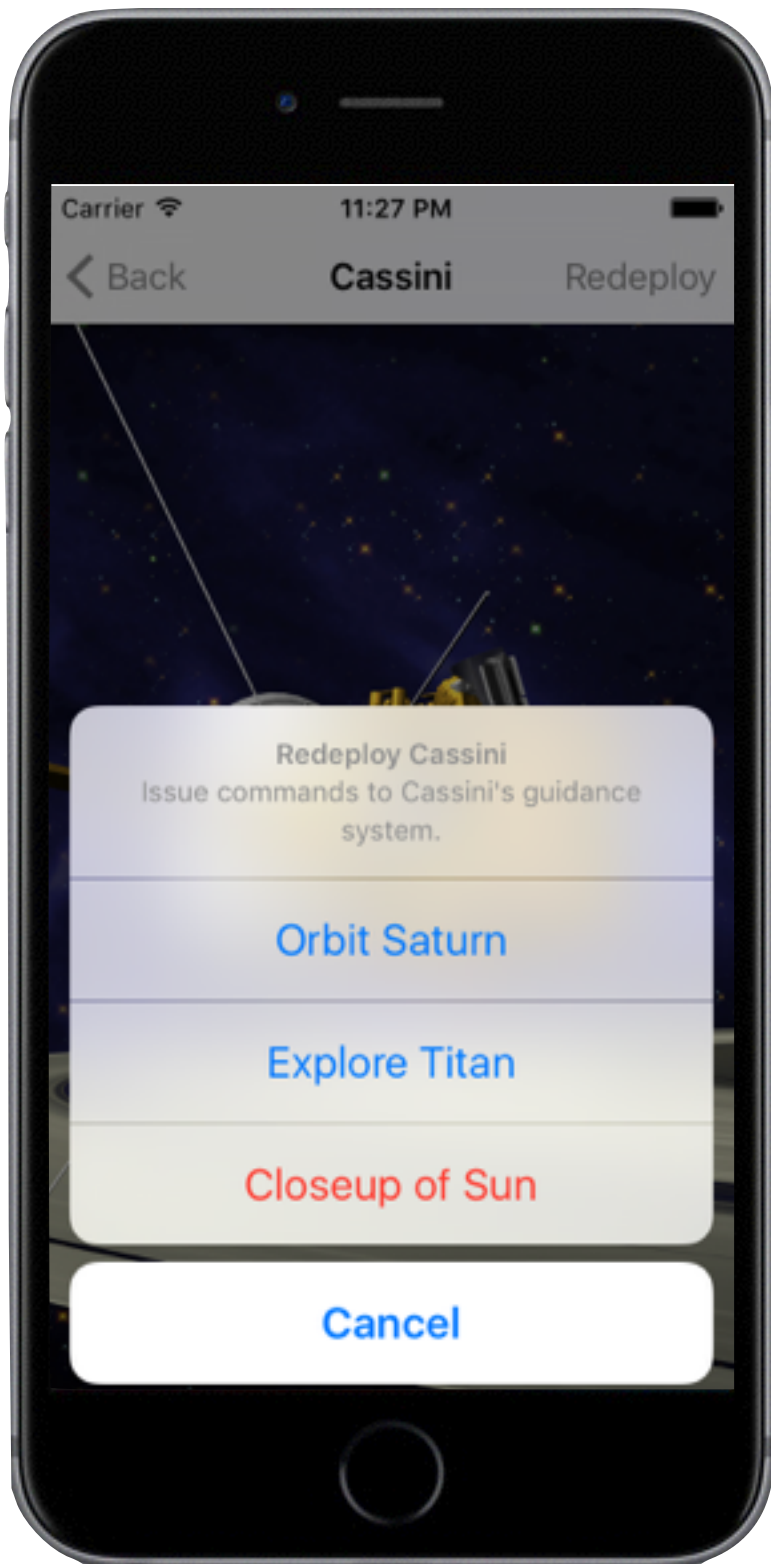 Carrier 11:27 PM
Back Cassini Redeploy
Redeploy Cassini
Issue commands to Cassini's guidance
system.
Orbit Saturn
Explore Titan
Closeup of Sun
Cancel